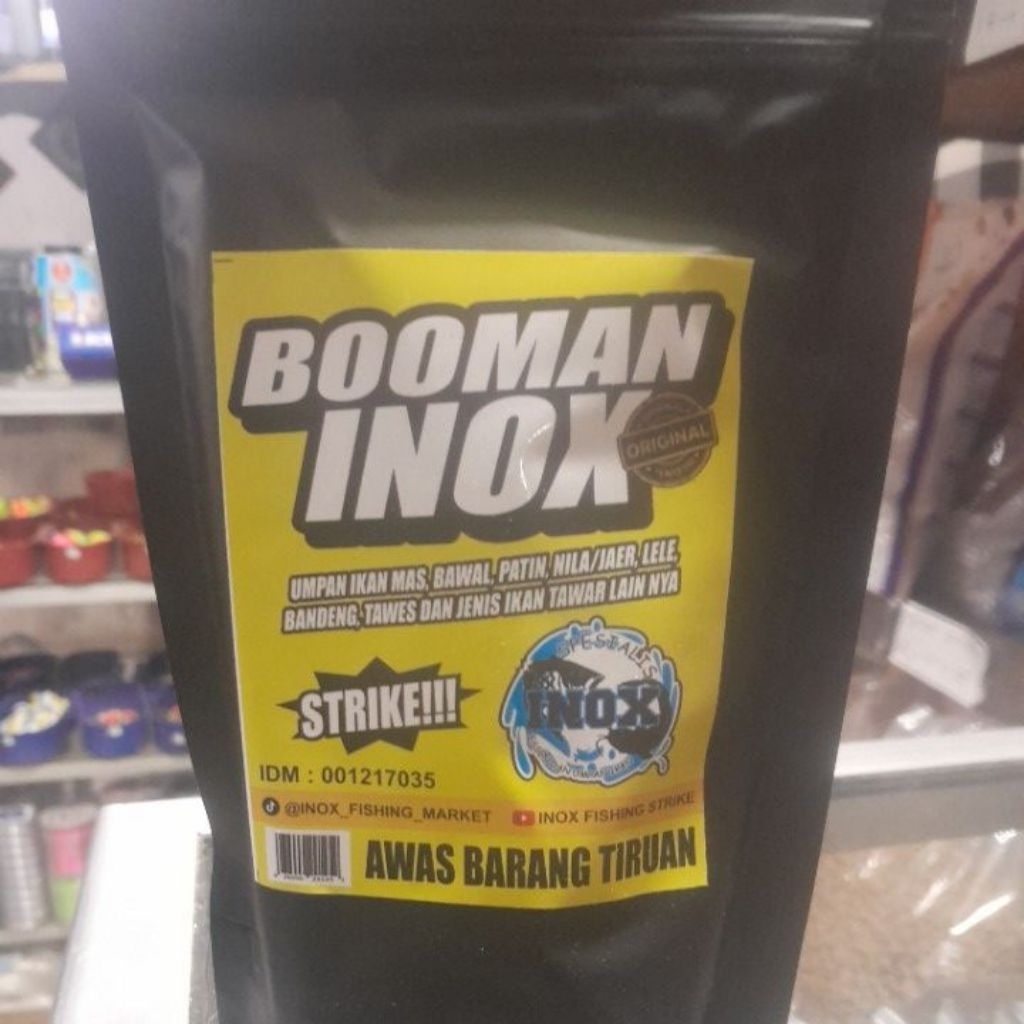 BOOMAN
INOX
ORIGINAL
UMPAN IKAN MAS, BAWAL, PATIN, NILA/JAER, LELE,
BANDENG, TAWES DAN JENIS IKAN TAWAR LAIN NYA
STRIKE!!!
SPESIALIS
INOX
IDM : 001217035
@INOX_FISHING_MARKET
INOX FISHING STRIKE
AWAS BARANG TIRUAN